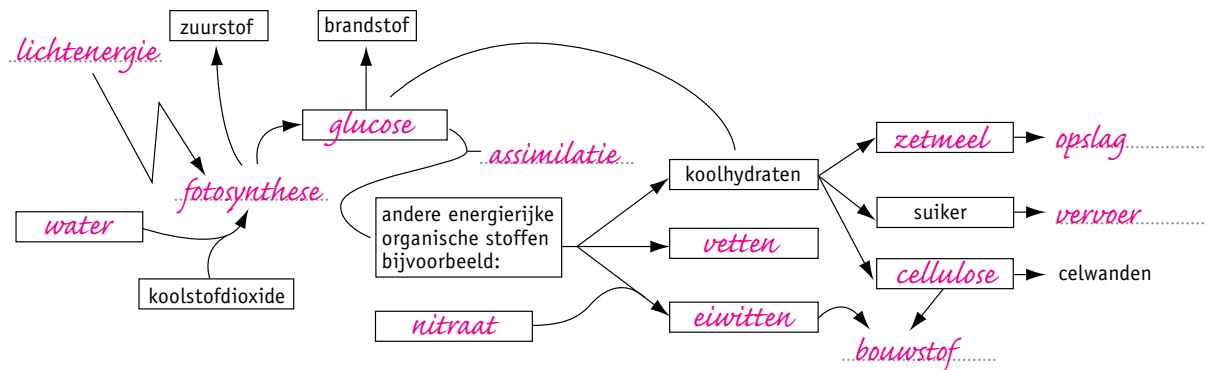 zuurstof
brandstof
lichtenergie
glucose
assimilatie
zetmeel
opslag
koolhydraten
fotosynthese
water
andere energierijke
organische stoffen
bijvoorbeeld:
suiker
vervoer
vetten
cellulose
celwanden
koolstofdioxide
nitraat
eiwitten
bouwstof